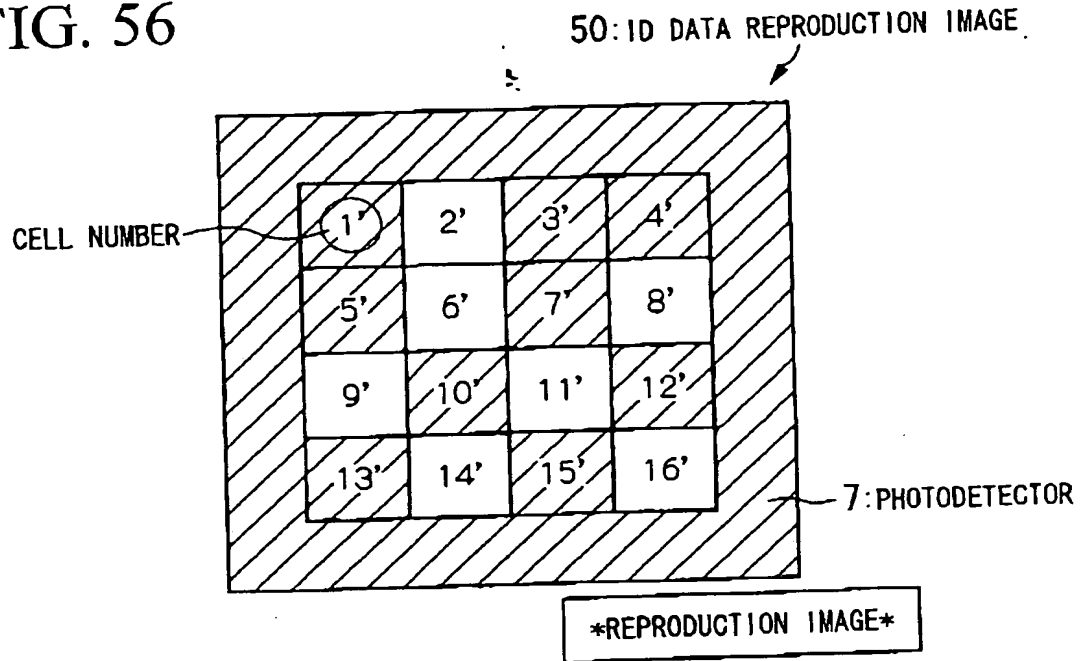 FIG. 56
50:ID DATA REPRODUCTION IMAGE
CELL NUMBER
1' 2' 3' 4'
5' 6' 7' 8'
9' 10' 11' 12'
13' 14' 15' 16'
7:PHOTODETECTOR
*REPRODUCTION IMAGE*